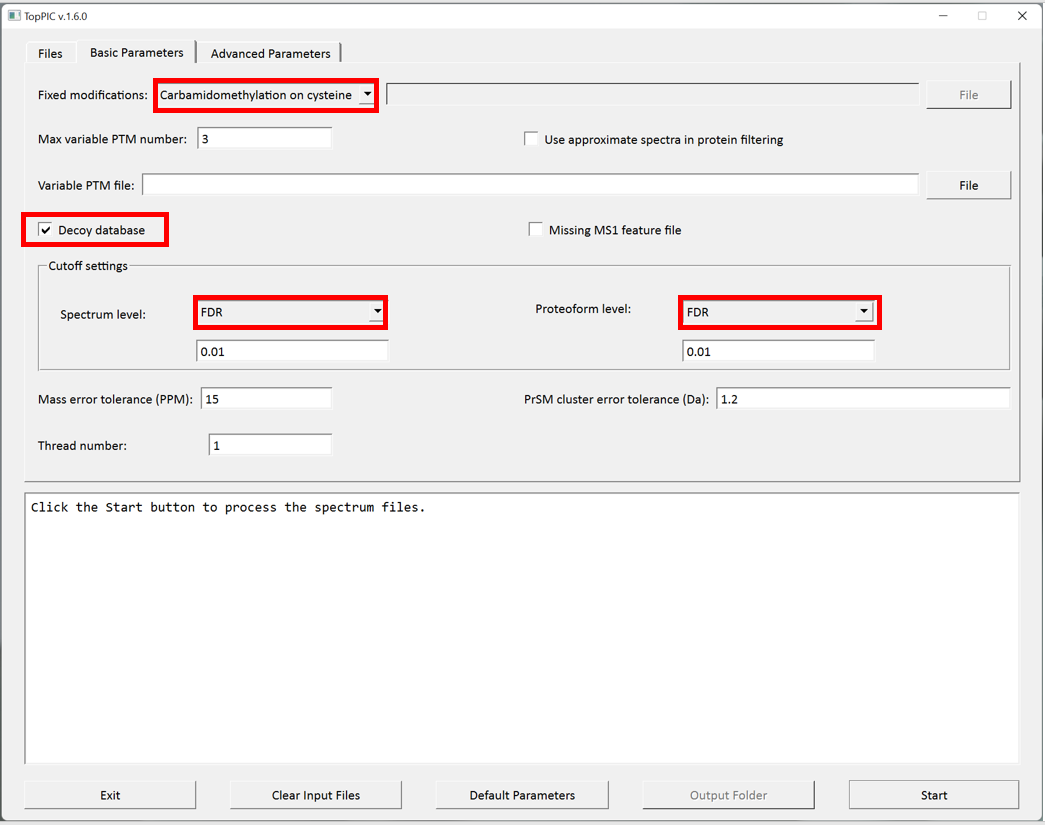 TopPIC v.1.6.0
Files Basic Parameters Advanced Parameters
Fixed modifications: Carbamidomethylation on cysteine File
Max variable PTM number: 3 Use approximate spectra in protein filtering
Variable PTM file: File
Decoy database Missing MS1 feature file
Cutoff settings
Spectrum level: FDR Proteoform level: FDR
0.01 0.01
Mass error tolerance (PPM): 15 PrSM cluster error tolerance (Da): 1.2
Thread number: 1
Click the Start button to process the spectrum files.
Exit Clear Input Files Default Parameters Output Folder Start